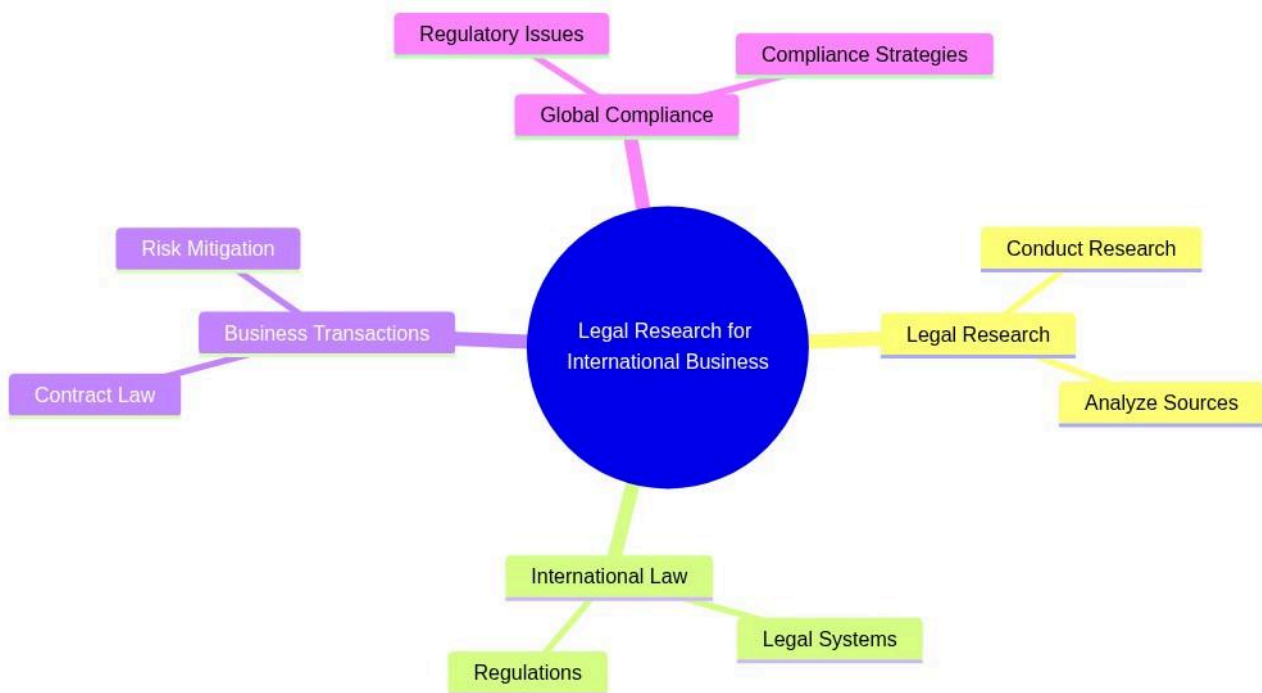 Regulatory Issues
Compliance Strategies
Global Compliance
Risk Mitigation
Conduct Research
Business Transactions
Legal Research for
International Business
Legal Research
Contract Law
Analyze Sources
International Law
Legal Systems
Regulations